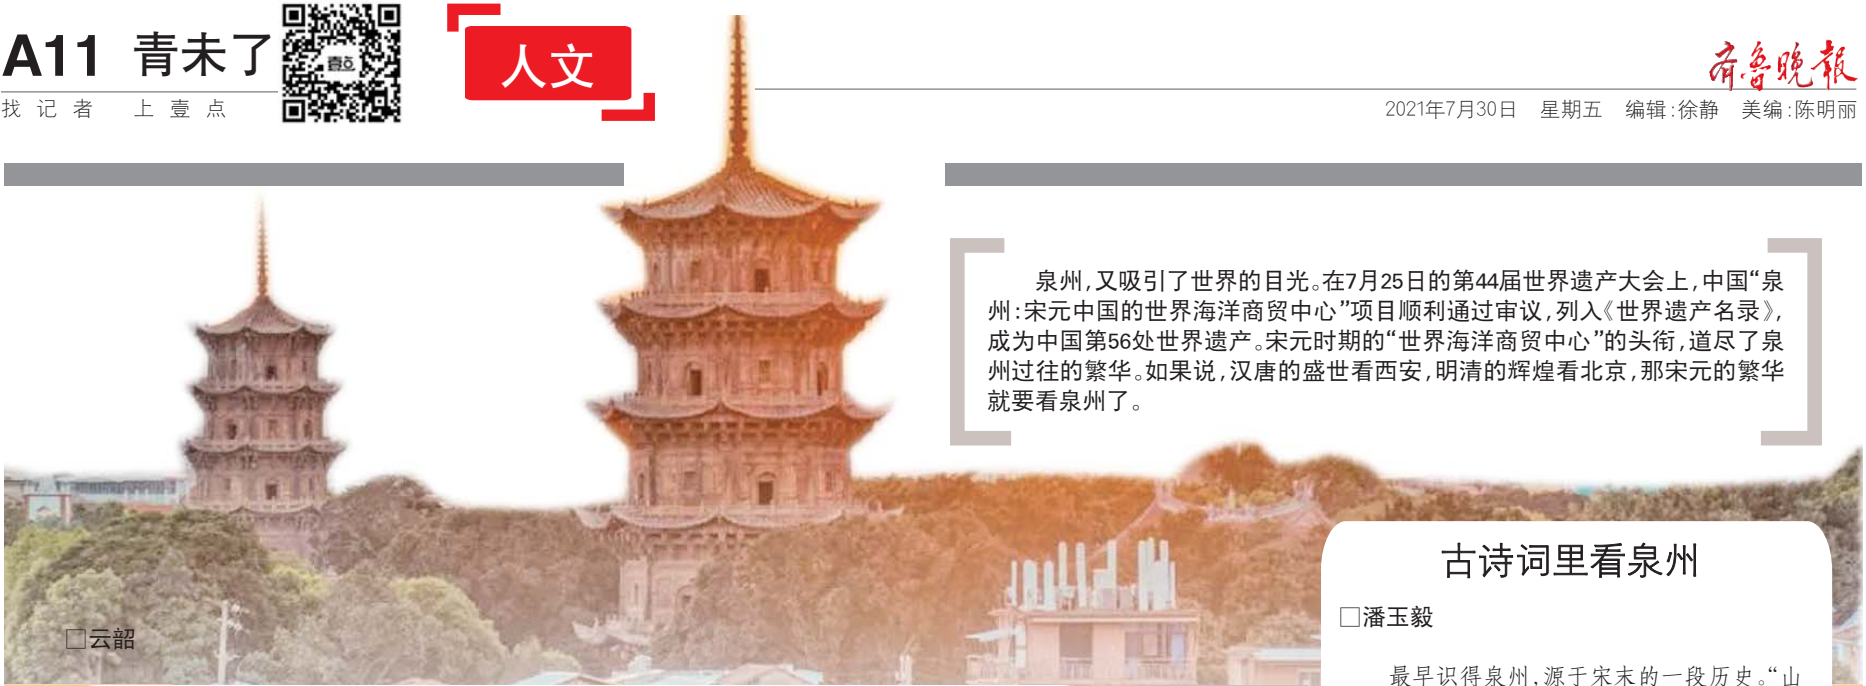 A11 青未了
找记者 上壹点
壹点
人文
齐鲁晚报
2021年7月30日 星期五 编辑:徐静 美编:陈明丽
泉州,又吸引了世界的目光。在7月25日的第44届世界遗产大会上,中国“泉
州:宋元中国的世界海洋商贸中心”项目顺利通过审议,列入《世界遗产名录》,
成为中国第56处世界遗产。宋元时期的“世界海洋商贸中心”的头衔,道尽了泉
州过往的繁华。如果说,汉唐的盛世看西安,明清的辉煌看北京,那宋元的繁华
就要看泉州了。
□云韶
古诗词里看泉州
□潘玉毅
最早识得泉州,源于宋末的一段历史。“山